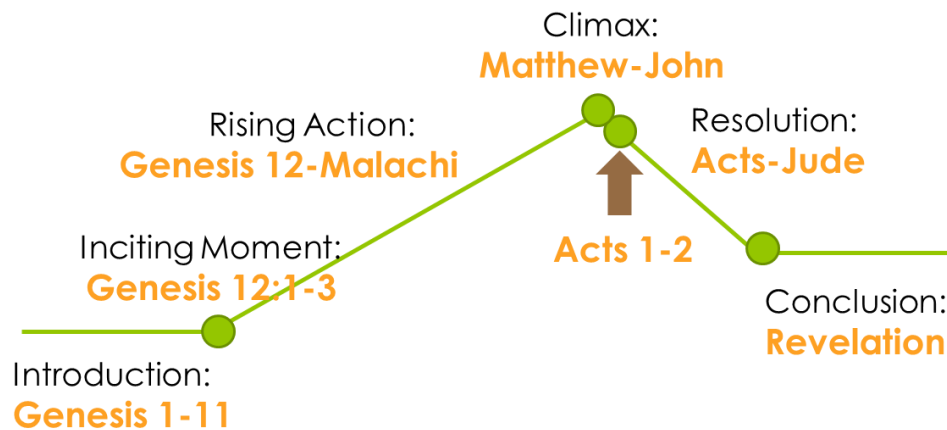 Climax:
Matthew-John
Rising Action:
Genesis 12-Malachi
Resolution:
Acts-Jude
Inciting Moment:
Genesis 12:1-3
Acts 1-2
Conclusion:
Revelation
Introduction:
Genesis 1-11